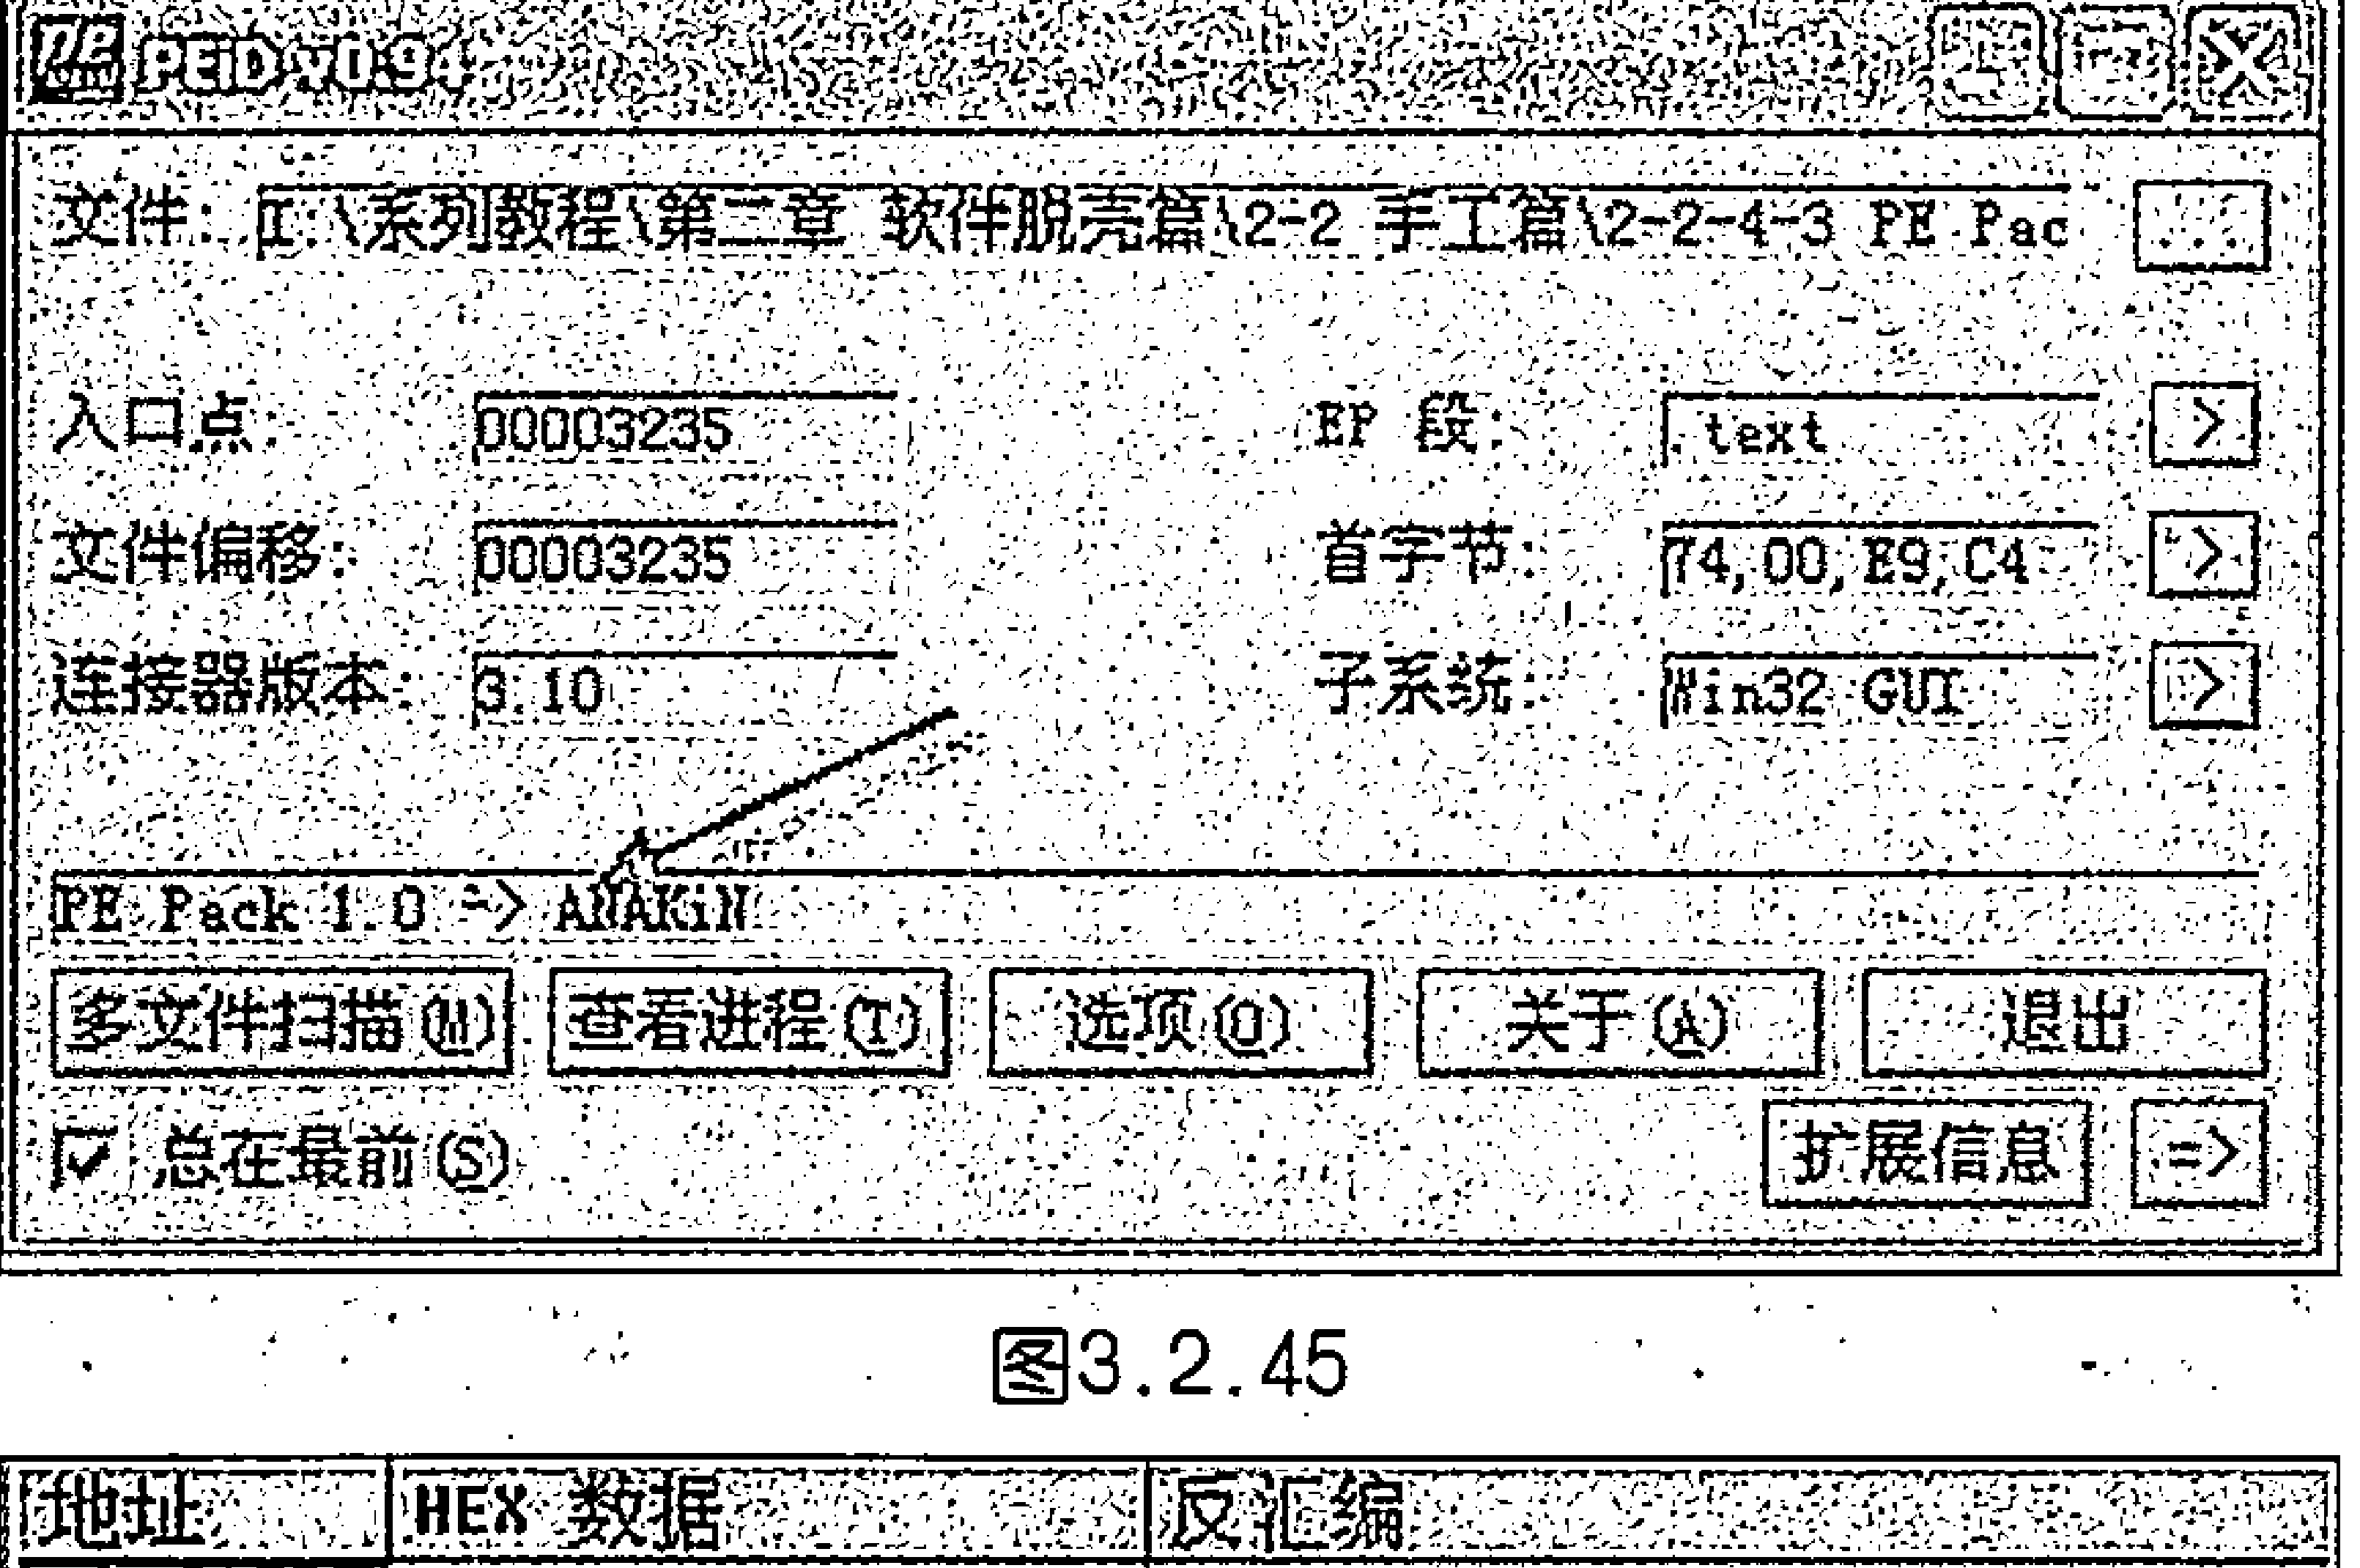 PEiD v0.94
文件: I:\系列教程\第二章 软件脱壳篇\2-2 手工篇\2-2-4-3 PE Pac ...
入口点: 00003235 EP 段: .text >
文件偏移: 00003235 首字节: 74,00,E9,C4 >
连接器版本: 3.10 子系统: Win32 GUI >
PE Pack 1.0 -> ANAKiN
多文件扫描(M) 查看进程(T) 选项(O) 关于(A) 退出
总在最前(S) 扩展信息 =>
图3.2.45
地址 HEX 数据 反汇编